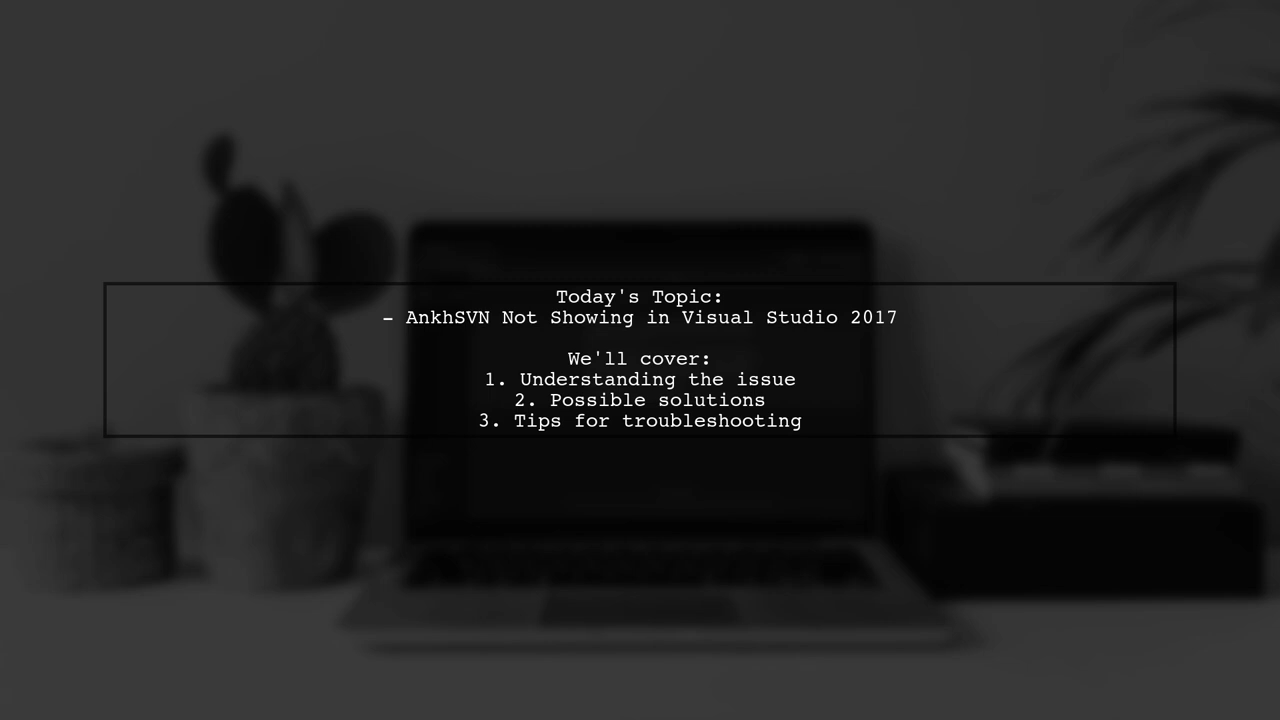 Today's Topic:
– AnkhSVN Not Showing in Visual Studio 2017
We'll cover:
1. Understanding the issue
2. Possible solutions
3. Tips for troubleshooting